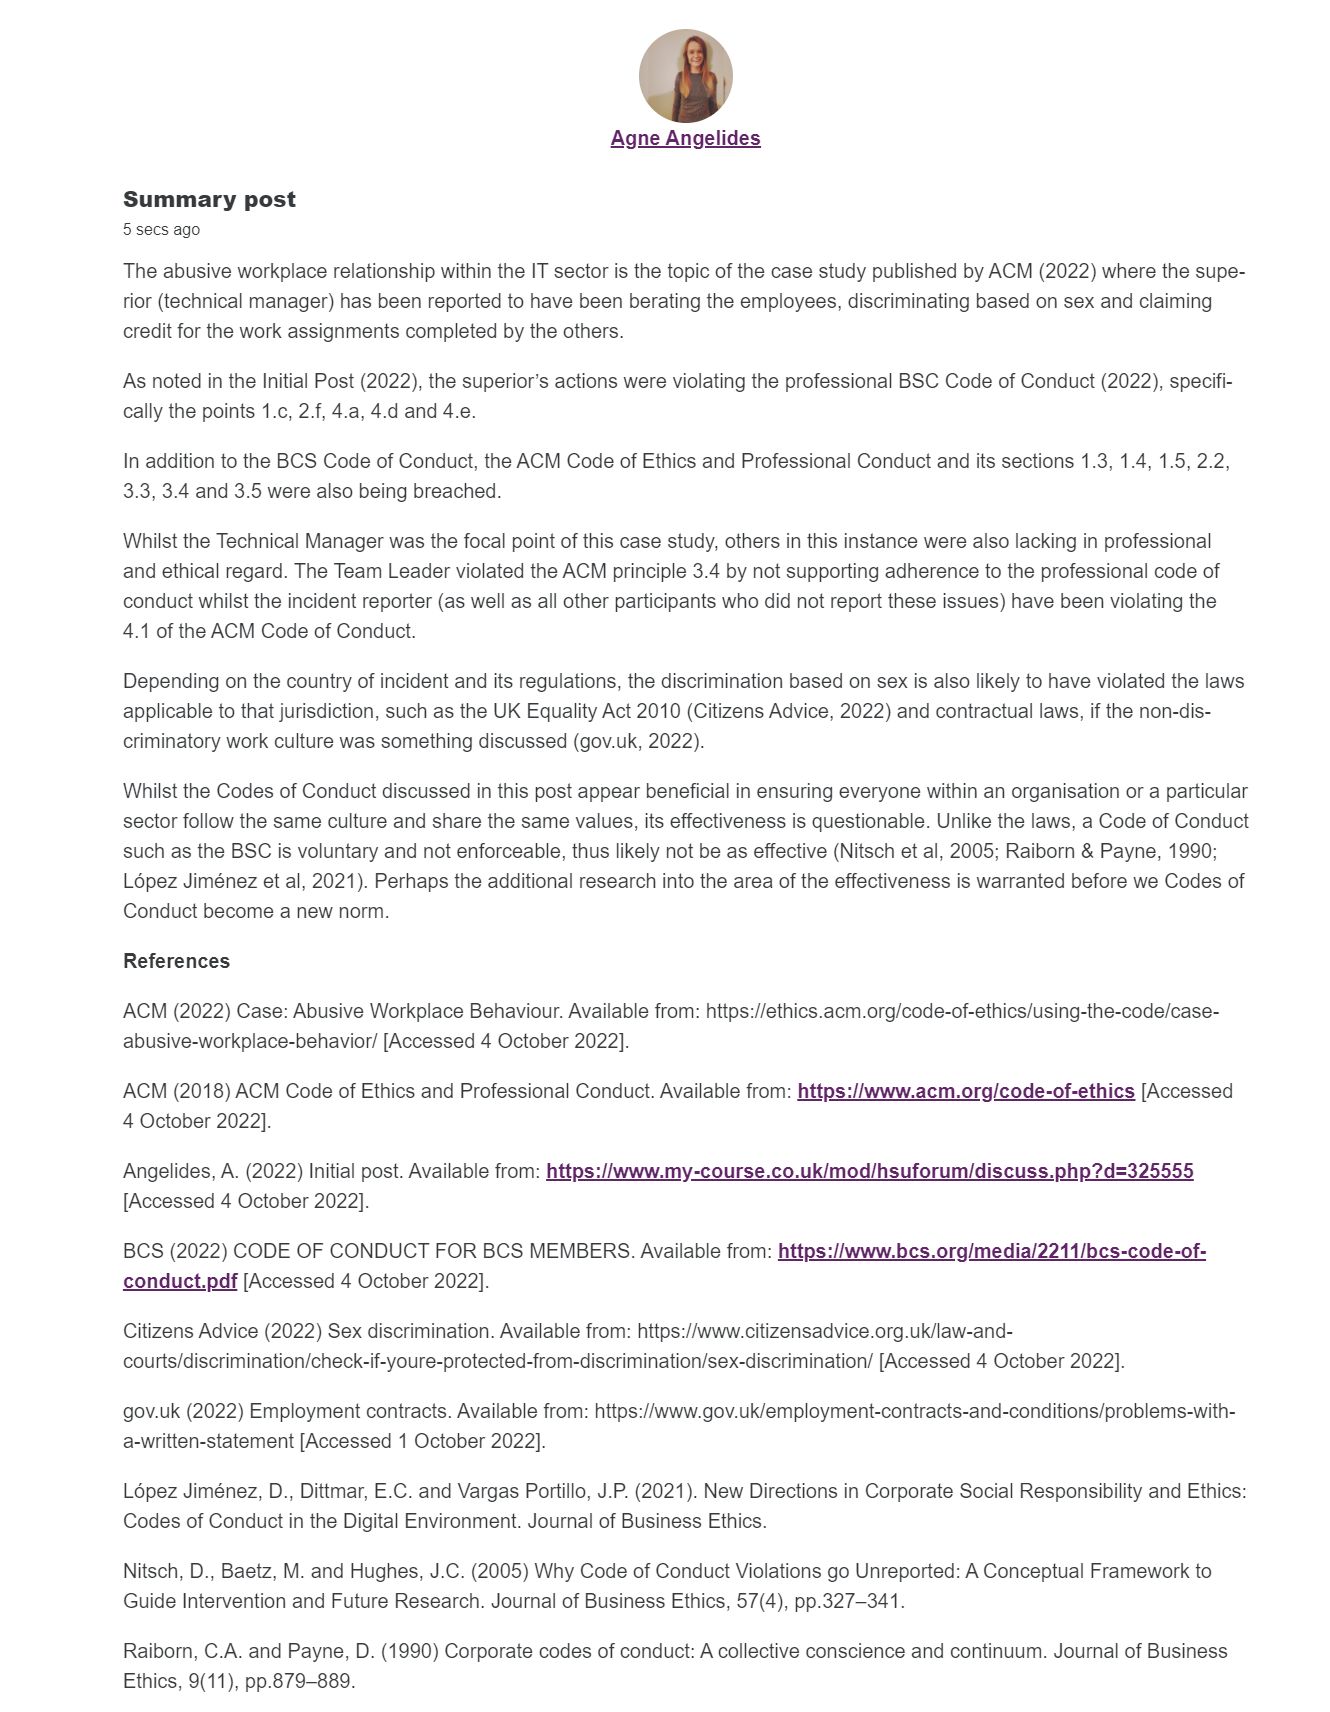 Agne Angelides
Summary post
5 secs ago
The abusive workplace relationship within the IT sector is the topic of the case study published by ACM (2022) where the supe-
rior (technical manager) has been reported to have been berating the employees, discriminating based on sex and claiming
credit for the work assignments completed by the others.
As noted in the Initial Post (2022), the superior’s actions were violating the professional BSC Code of Conduct (2022), specifi-
cally the points 1.c, 2.f, 4.a, 4.d and 4.e.
In addition to the BCS Code of Conduct, the ACM Code of Ethics and Professional Conduct and its sections 1.3, 1.4, 1.5, 2.2,
3.3, 3.4 and 3.5 were also being breached.
Whilst the Technical Manager was the focal point of this case study, others in this instance were also lacking in professional
and ethical regard. The Team Leader violated the ACM principle 3.4 by not supporting adherence to the professional code of
conduct whilst the incident reporter (as well as all other participants who did not report these issues) have been violating the
4.1 of the ACM Code of Conduct.
Depending on the country of incident and its regulations, the discrimination based on sex is also likely to have violated the laws
applicable to that jurisdiction, such as the UK Equality Act 2010 (Citizens Advice, 2022) and contractual laws, if the non-dis-
criminatory work culture was something discussed (gov.uk, 2022).
Whilst the Codes of Conduct discussed in this post appear beneficial in ensuring everyone within an organisation or a particular
sector follow the same culture and share the same values, its effectiveness is questionable. Unlike the laws, a Code of Conduct
such as the BSC is voluntary and not enforceable, thus likely not be as effective (Nitsch et al, 2005; Raiborn & Payne, 1990;
López Jiménez et al, 2021). Perhaps the additional research into the area of the effectiveness is warranted before we Codes of
Conduct become a new norm.
References
ACM (2022) Case: Abusive Workplace Behaviour. Available from: https://ethics.acm.org/code-of-ethics/using-the-code/case-
abusive-workplace-behavior/ [Accessed 4 October 2022].
ACM (2018) ACM Code of Ethics and Professional Conduct. Available from: https://www.acm.org/code-of-ethics [Accessed
4 October 2022].
Angelides, A. (2022) Initial post. Available from: https://www.my-course.co.uk/mod/hsuforum/discuss.php?d=325555
[Accessed 4 October 2022].
BCS (2022) CODE OF CONDUCT FOR BCS MEMBERS. Available from: https://www.bcs.org/media/2211/bcs-code-of-
conduct.pdf [Accessed 4 October 2022].
Citizens Advice (2022) Sex discrimination. Available from: https://www.citizensadvice.org.uk/law-and-
courts/discrimination/check-if-youre-protected-from-discrimination/sex-discrimination/ [Accessed 4 October 2022].
gov.uk (2022) Employment contracts. Available from: https://www.gov.uk/employment-contracts-and-conditions/problems-with-
a-written-statement [Accessed 1 October 2022].
López Jiménez, D., Dittmar, E.C. and Vargas Portillo, J.P. (2021). New Directions in Corporate Social Responsibility and Ethics:
Codes of Conduct in the Digital Environment. Journal of Business Ethics.
Nitsch, D., Baetz, M. and Hughes, J.C. (2005) Why Code of Conduct Violations go Unreported: A Conceptual Framework to
Guide Intervention and Future Research. Journal of Business Ethics, 57(4), pp.327–341.
Raiborn, C.A. and Payne, D. (1990) Corporate codes of conduct: A collective conscience and continuum. Journal of Business
Ethics, 9(11), pp.879–889.